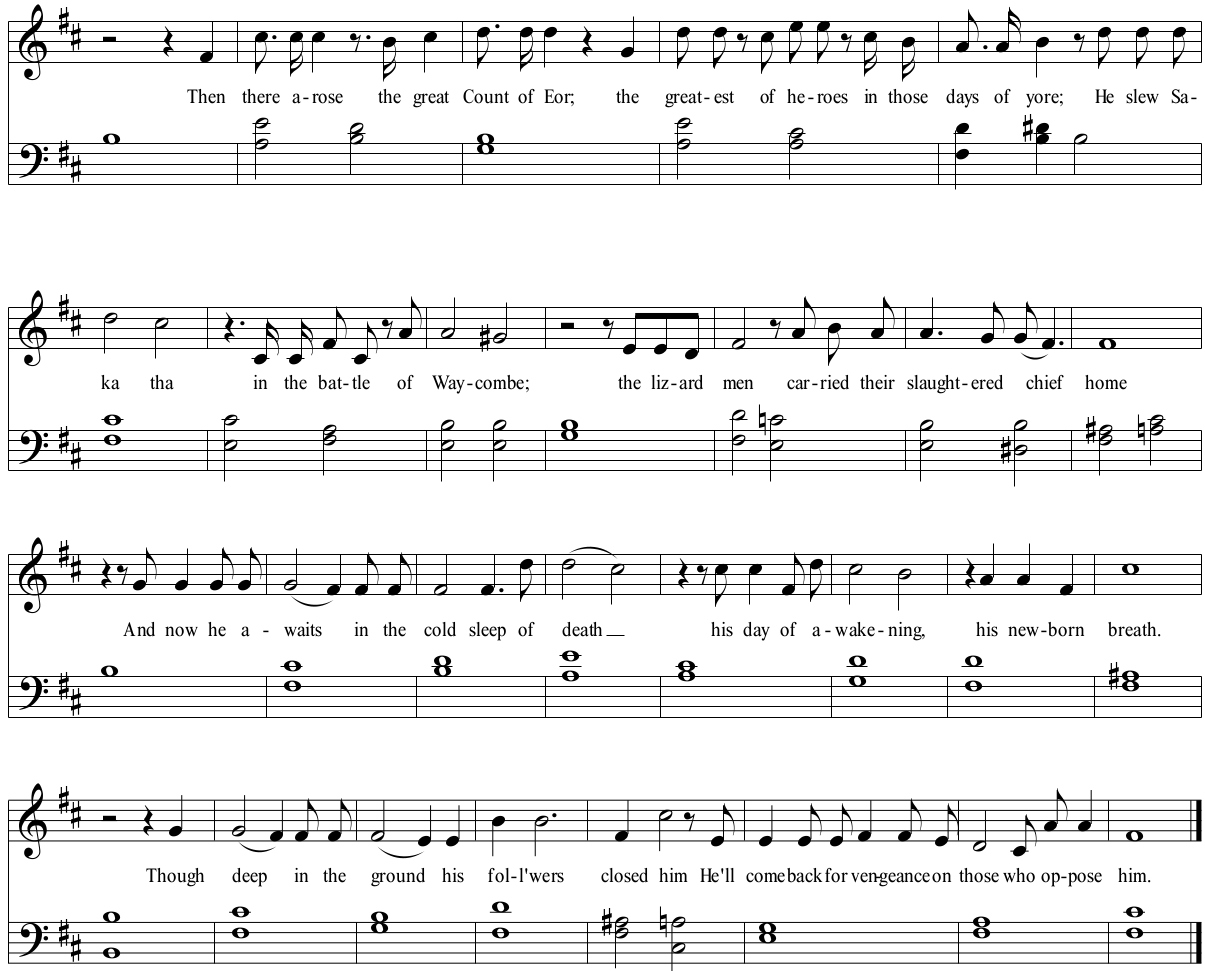 Then there a-rose the great Count of Eor; the great-est of he-roes in those days of yore; He slew Sa-
ka tha in the bat-tle of Way-combe; the liz-ard men car-ried their slaught-ered chief home
And now he a - waits in the cold sleep of death his day of a-wake-ning, his new-born breath.
Though deep in the ground his fol-l'wers closed him He'll come back for ven-geance on those who op-pose him.